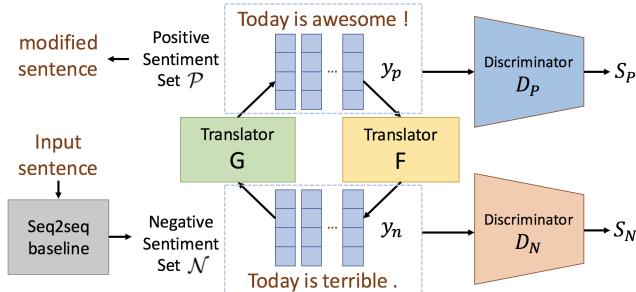 Today is awesome !
modified
sentence
Positive
Sentiment
Set 𝒫
...
y_p
Discriminator
D_P
S_P
Translator
G
Translator
F
Input
sentence
Seq2seq
baseline
Negative
Sentiment
Set 𝒩
...
y_n
Discriminator
D_N
S_N
Today is terrible .